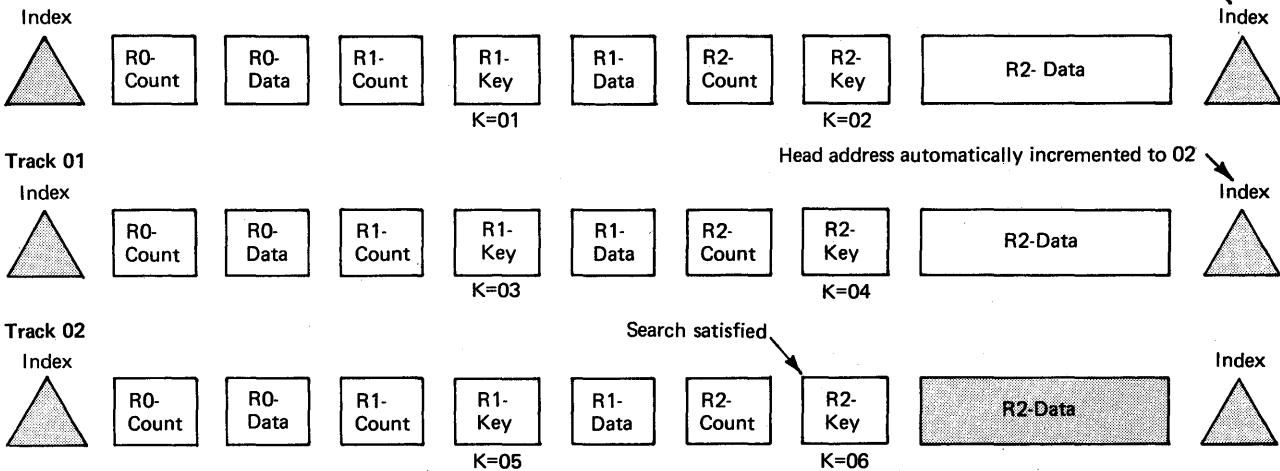 Index
Index
R0-
Count
R0-
Data
R1-
Count
R1-
Key
R1-
Data
R2-
Count
R2-
Key
R2- Data
K=01
K=02
Track 01
Head address automatically incremented to 02
Index
Index
R0-
Count
R0-
Data
R1-
Count
R1-
Key
R1-
Data
R2-
Count
R2-
Key
R2-Data
K=03
K=04
Track 02
Search satisfied
Index
Index
R0-
Count
R0-
Data
R1-
Count
R1-
Key
R1-
Data
R2-
Count
R2-
Key
R2-Data
K=05
K=06